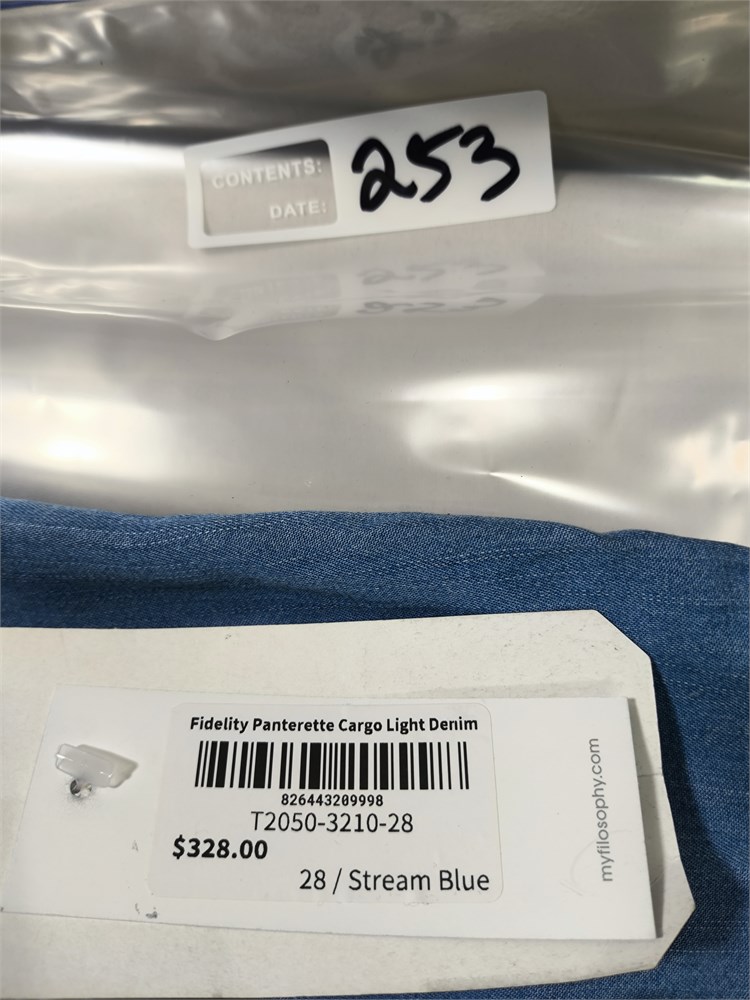 CONTENTS:
DATE:
253
Fidelity Panterette Cargo Light Denim
826443209998
T2050-3210-28
$328.00
28 / Stream Blue
myfilosophy.com